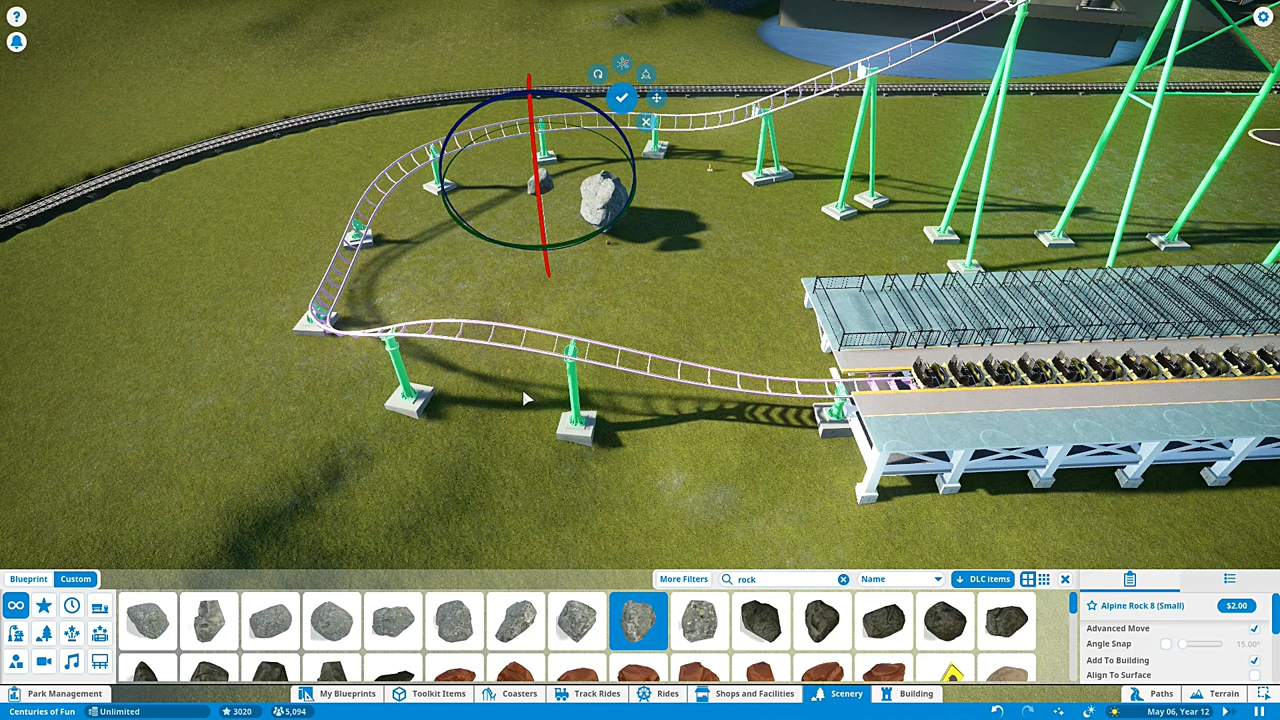 Blueprint Custom More Filters rock Name DLC items
Alpine Rock 8 (Small) $2.00
Advanced Move
Angle Snap 15.00°
Add To Building
Align To Surface
Park Management My Blueprints Toolkit Items Coasters Track Rides Rides Shops and Facilities Scenery Building Paths Terrain
Centuries of Fun Unlimited 3020 5,094 May 06, Year 12